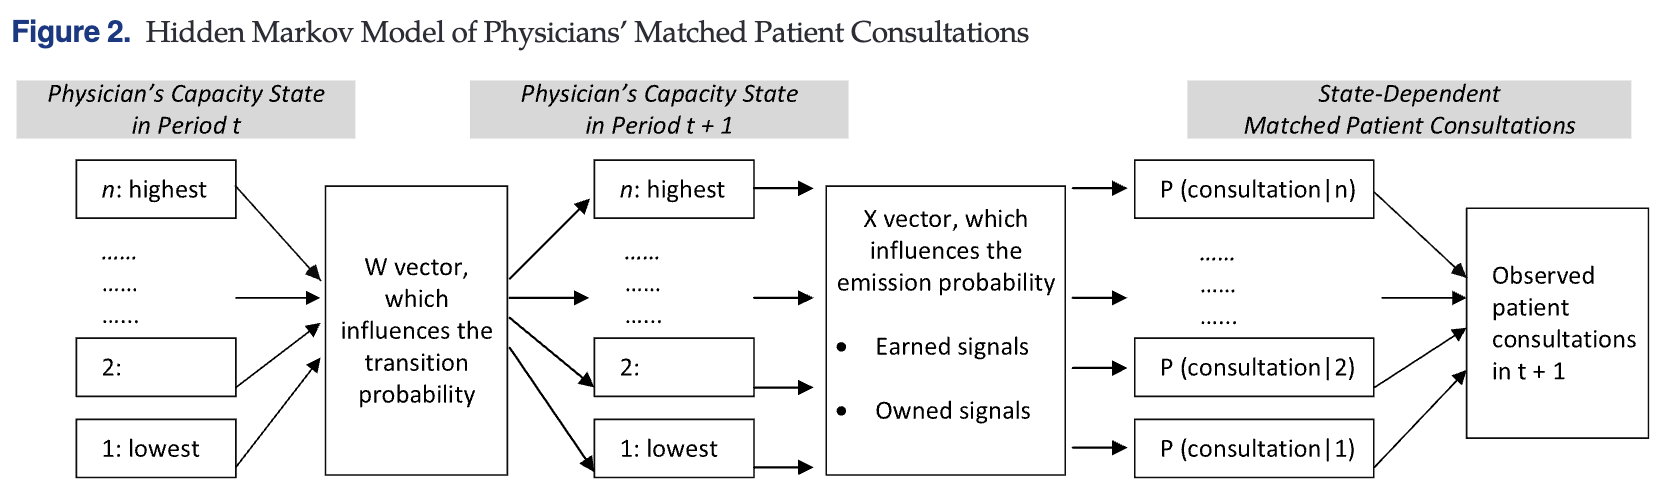 Figure 2. Hidden Markov Model of Physicians’ Matched Patient Consultations
Physician’s Capacity State
in Period t
n: highest
......
......
......
2:
1: lowest
W vector,
which
influences the
transition
probability
Physician’s Capacity State
in Period t + 1
n: highest
......
......
......
2:
1: lowest
X vector, which
influences the
emission probability
• Earned signals
• Owned signals
State-Dependent
Matched Patient Consultations
P (consultation|n)
......
......
......
P (consultation|2)
P (consultation|1)
Observed
patient
consultations
in t + 1